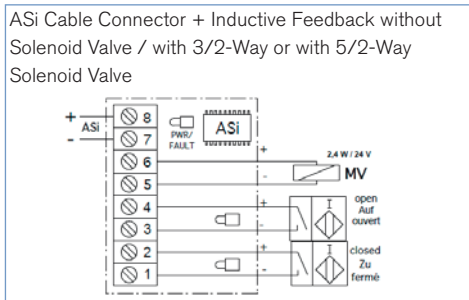 ASi Cable Connector + Inductive Feedback without
Solenoid Valve / with 3/2-Way or with 5/2-Way
Solenoid Valve
+ ASi -
8
7
6
5
4
3
2
1
PWR/
FAULT
ASi
+
-
2,4 W / 24 V
MV
+
-
open
Auf
ouvert
I
+
-
closed
Zu
fermé
I